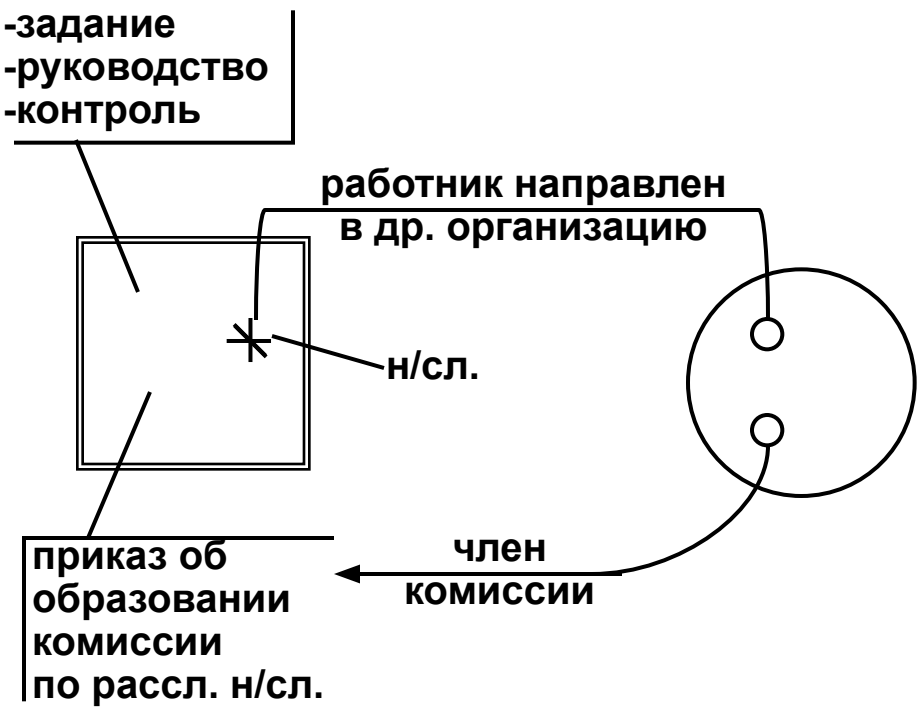 -задание
-руководство
-контроль
работник направлен
в др. организацию
н/сл.
член
комиссии
приказ об
образовании
комиссии
по рассл. н/сл.